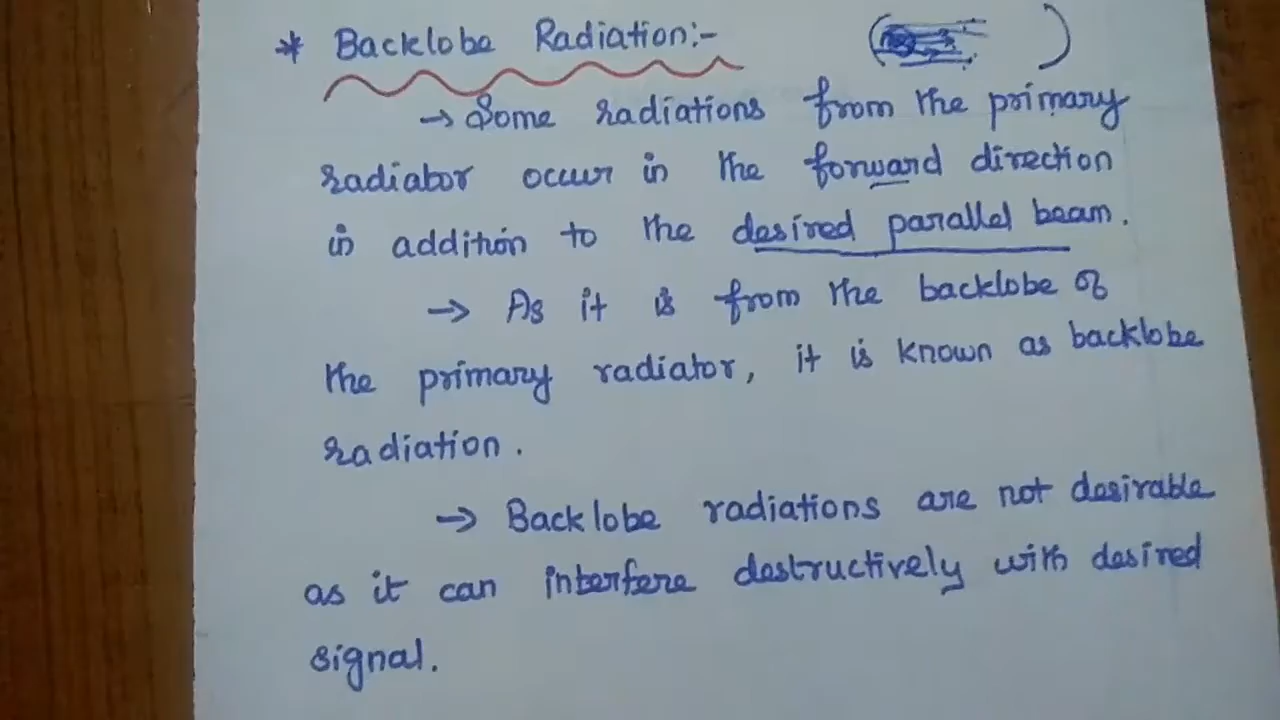 * Backlobe Radiation:- ( )
→ Some radiations from the primary
radiator occur in the forward direction
in addition to the desired parallel beam.
→ As it is from the backlobe of
the primary radiator, it is known as backlobe
radiation.
→ Backlobe radiations are not desirable
as it can interfere destructively with desired
signal.